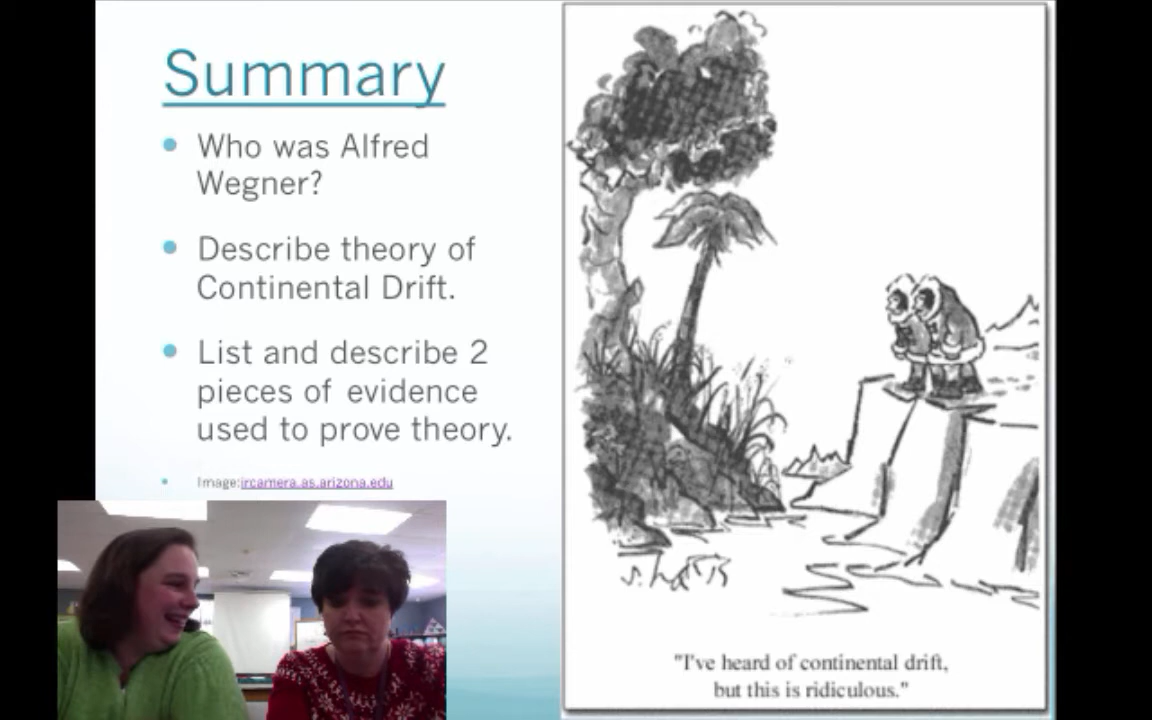 Summary
Who was Alfred
Wegner?
Describe theory of
Continental Drift.
List and describe 2
pieces of evidence
used to prove theory.
Image:ircamera.as.arizona.edu
S. Harris
"I've heard of continental drift,
but this is ridiculous."